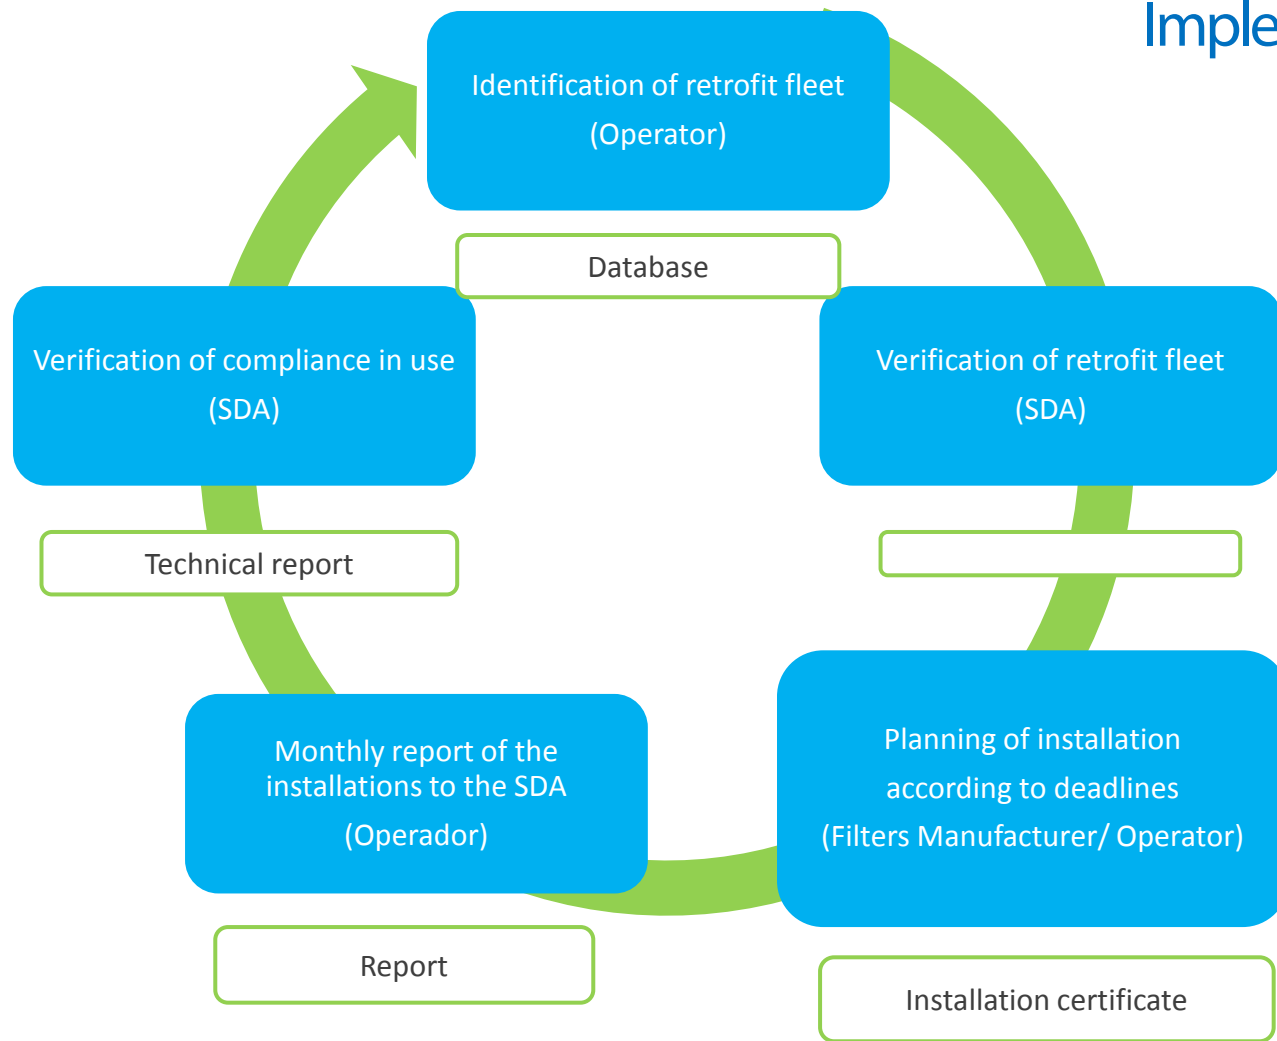 Imple
Identification of retrofit fleet
(Operator)
Database
Verification of compliance in use
(SDA)
Verification of retrofit fleet
(SDA)
Technical report
Monthly report of the
installations to the SDA
(Operador)
Planning of installation
according to deadlines
(Filters Manufacturer/ Operator)
Report
Installation certificate